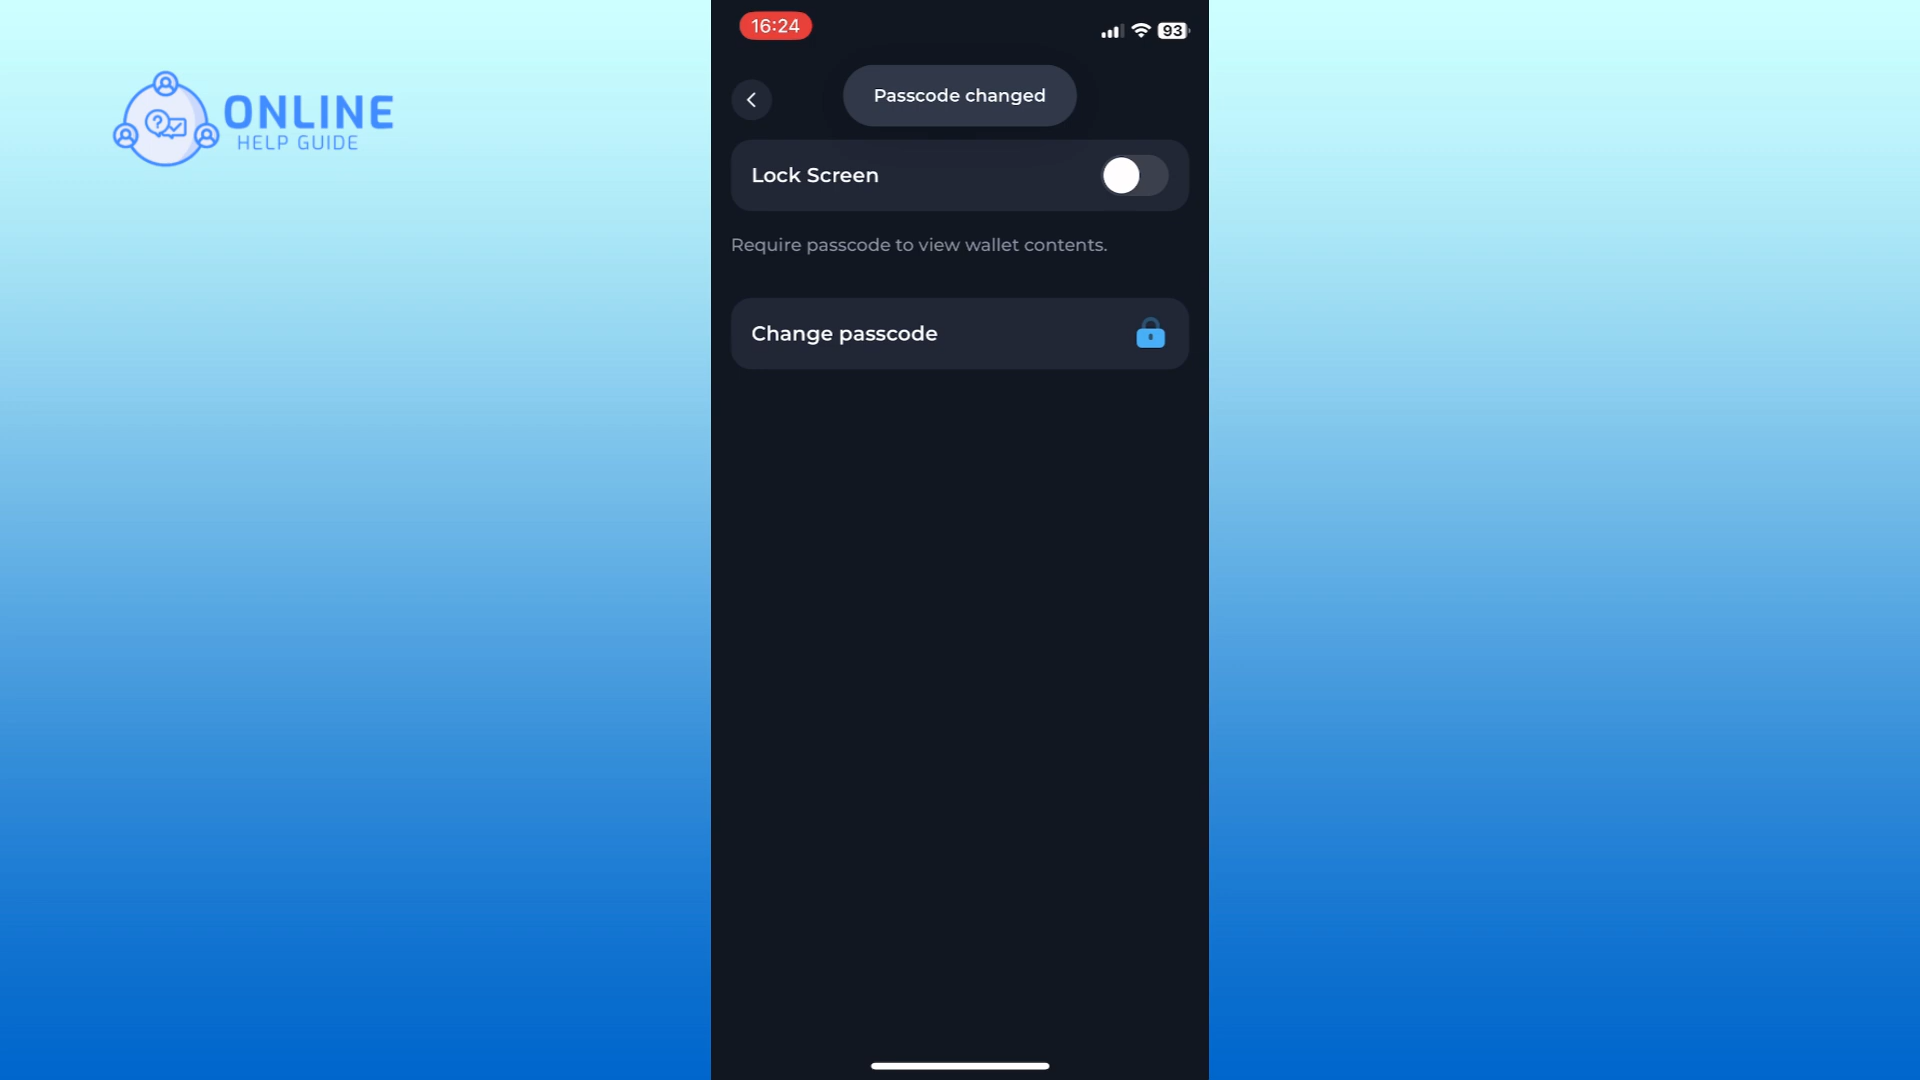 ONLINE
HELP GUIDE
16:24
93
Passcode changed
Lock Screen
Require passcode to view wallet contents.
Change passcode